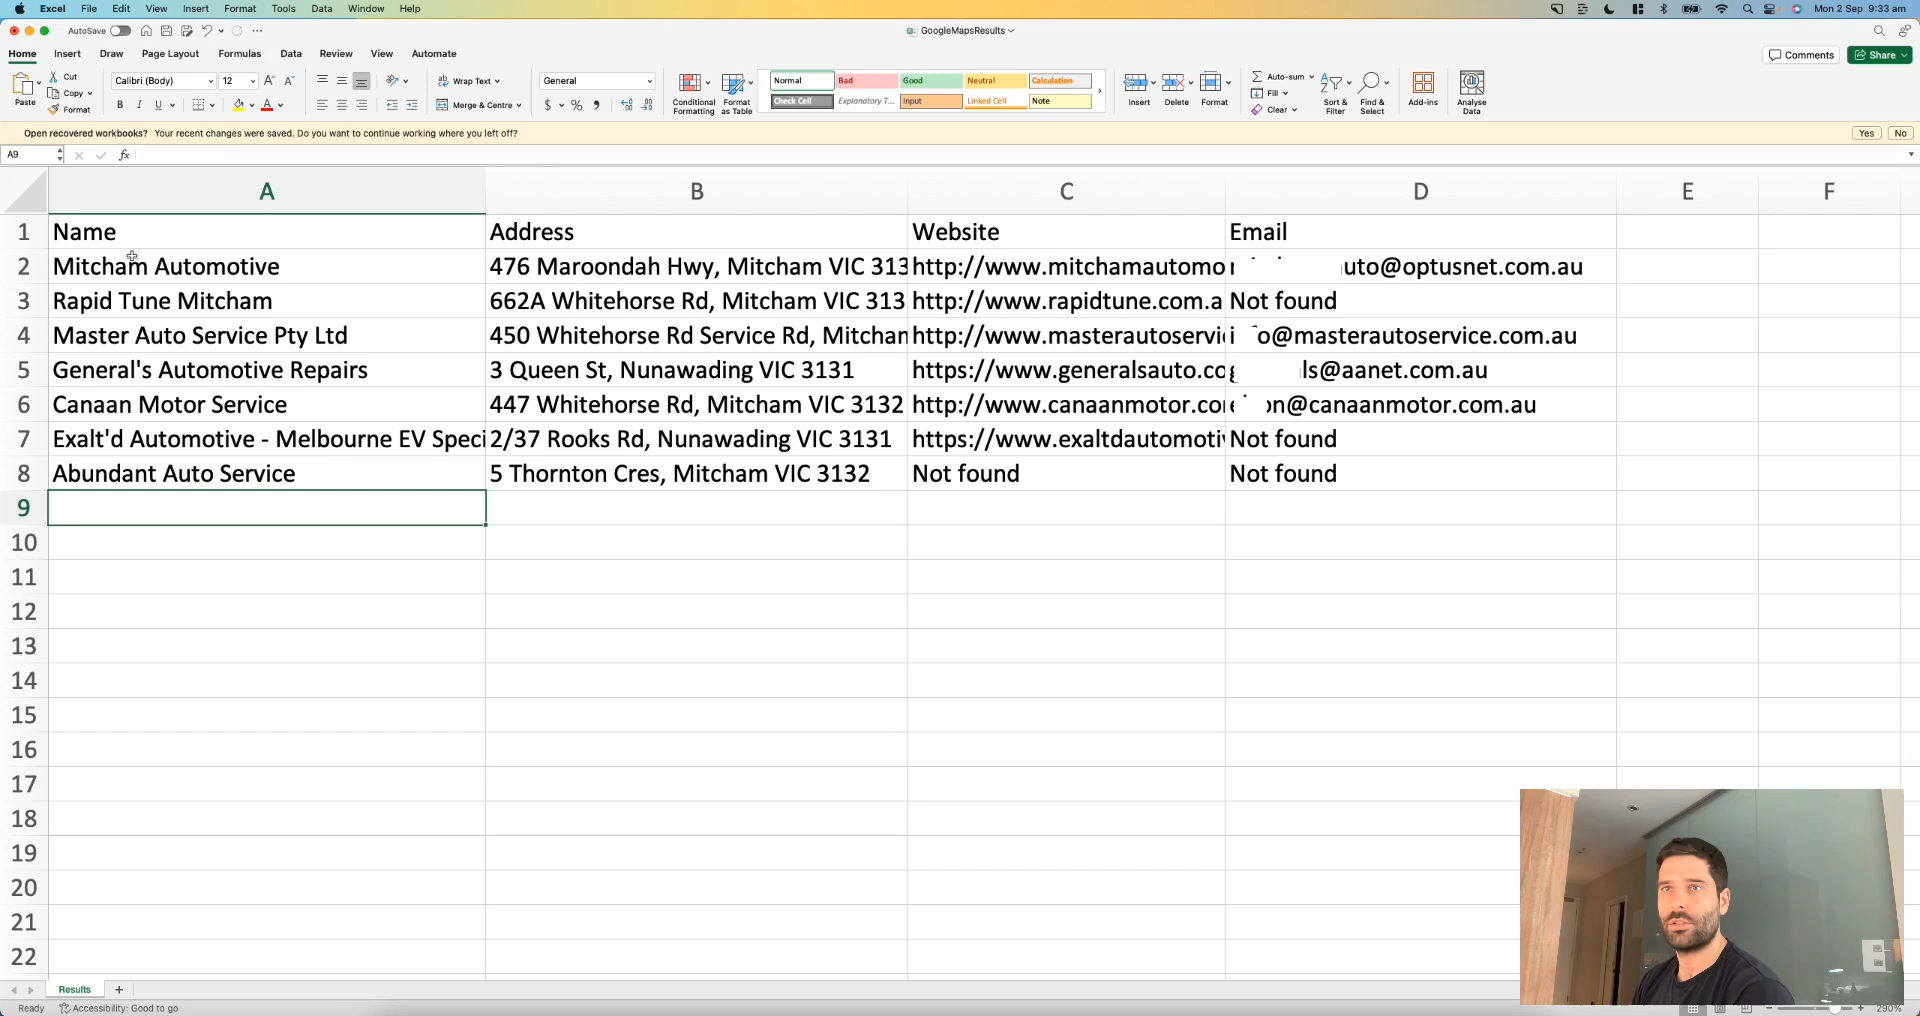 Excel File Edit View Insert Format Tools Data Window Help Mon 2 Sep 9:33 am
AutoSave GoogleMapsResults
Home Insert Draw Page Layout Formulas Data Review View Automate Comments Share
Paste Cut Copy Format
Calibri (Body) 12
B I U
Wrap Text
Merge & Centre
General
$ %
Conditional Formatting
Format as Table
Normal Bad Good Neutral Calculation
Check Cell Explanatory T... Input Linked Cell Note
Insert Delete Format
Auto-sum
Fill
Clear
Sort & Filter
Find & Select
Add-ins
Analyse Data
Open recovered workbooks? Your recent changes were saved. Do you want to continue working where you left off? Yes No
A9 fx
A B C D E F
1 Name Address Website Email
2 Mitcham Automotive 476 Maroondah Hwy, Mitcham VIC 313 http://www.mitchamautomo uto@optusnet.com.au
3 Rapid Tune Mitcham 662A Whitehorse Rd, Mitcham VIC 313 http://www.rapidtune.com.a Not found
4 Master Auto Service Pty Ltd 450 Whitehorse Rd Service Rd, Mitcham http://www.masterautoservi o@masterautoservice.com.au
5 General's Automotive Repairs 3 Queen St, Nunawading VIC 3131 https://www.generalsauto.co ls@aanet.com.au
6 Canaan Motor Service 447 Whitehorse Rd, Mitcham VIC 3132 http://www.canaanmotor.co on@canaanmotor.com.au
7 Exalt'd Automotive - Melbourne EV Speci 2/37 Rooks Rd, Nunawading VIC 3131 https://www.exaltdautomoti Not found
8 Abundant Auto Service 5 Thornton Cres, Mitcham VIC 3132 Not found Not found
9
10
11
12
13
14
15
16
17
18
19
20
21
22
Results +
Ready Accessibility: Good to go 290%